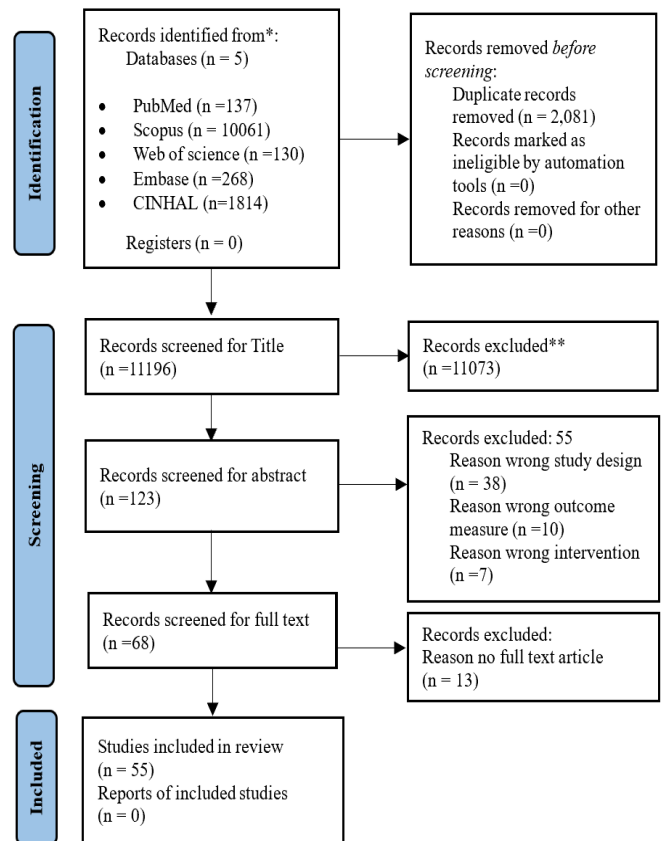 Identification
Records identified from*:
Databases (n = 5)
• PubMed (n =137)
• Scopus (n = 10061)
• Web of science (n =130)
• Embase (n =268)
• CINHAL (n=1814)
Registers (n = 0)
Records removed before
screening:
Duplicate records
removed (n = 2,081)
Records marked as
ineligible by automation
tools (n =0)
Records removed for other
reasons (n =0)
Screening
Records screened for Title
(n =11196)
Records excluded**
(n =11073)
Records screened for abstract
(n =123)
Records excluded: 55
Reason wrong study design
(n = 38)
Reason wrong outcome
measure (n =10)
Reason wrong intervention
(n =7)
Records screened for full text
(n =68)
Records excluded:
Reason no full text article
(n = 13)
Included
Studies included in review
(n = 55)
Reports of included studies
(n = 0)